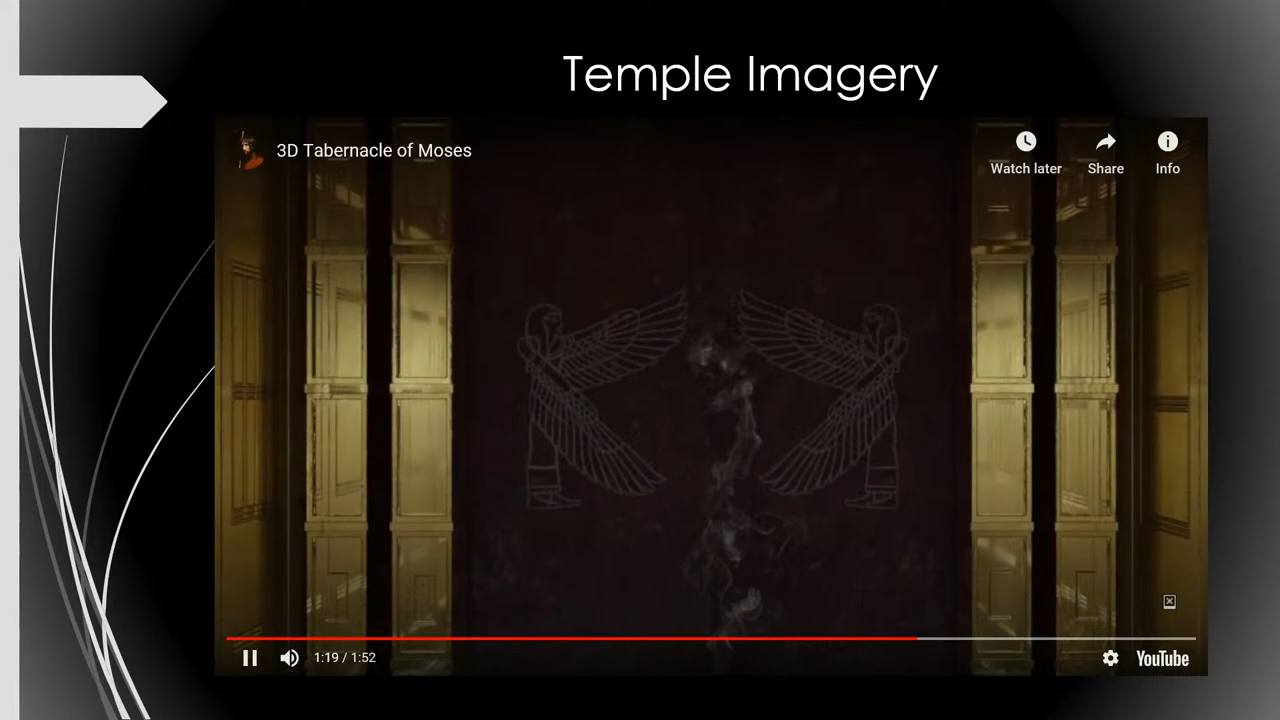 Temple Imagery
3D Tabernacle of Moses
Watch later
Share
Info
1:19 / 1:52
YouTube